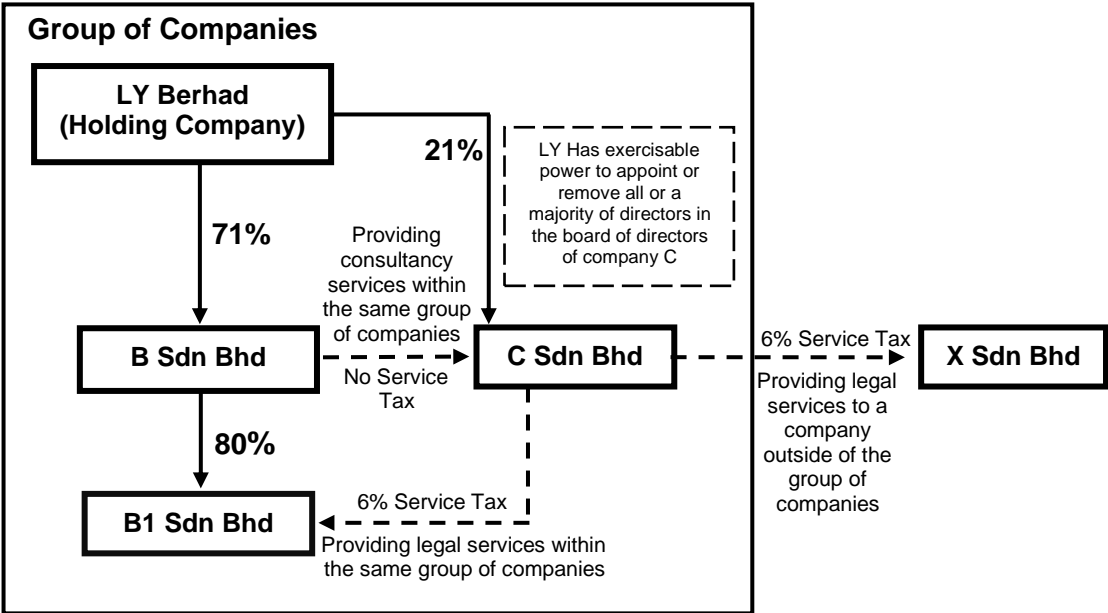 Group of Companies
LY Berhad
(Holding Company)
21%
LY Has exercisable
power to appoint or
remove all or a
majority of directors in
the board of directors
of company C
71%
Providing
consultancy
services within
the same group
of companies
B Sdn Bhd
No Service
Tax
C Sdn Bhd
6% Service Tax
Providing legal
services to a
company
outside of the
group of
companies
X Sdn Bhd
80%
B1 Sdn Bhd
6% Service Tax
Providing legal services within
the same group of companies